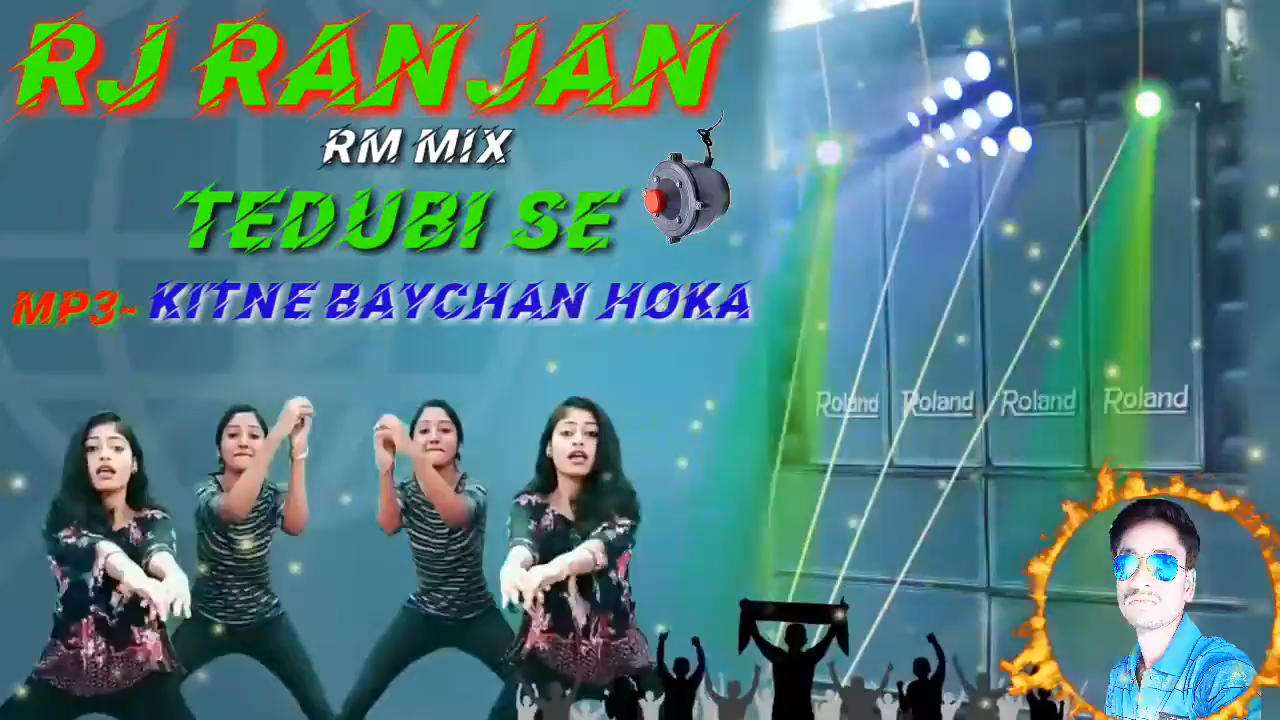 RJ RANJAN
RM MIX
TEDUBI SE
MP3- KITNE BAYCHAN HOKA
Roland Roland Roland Roland